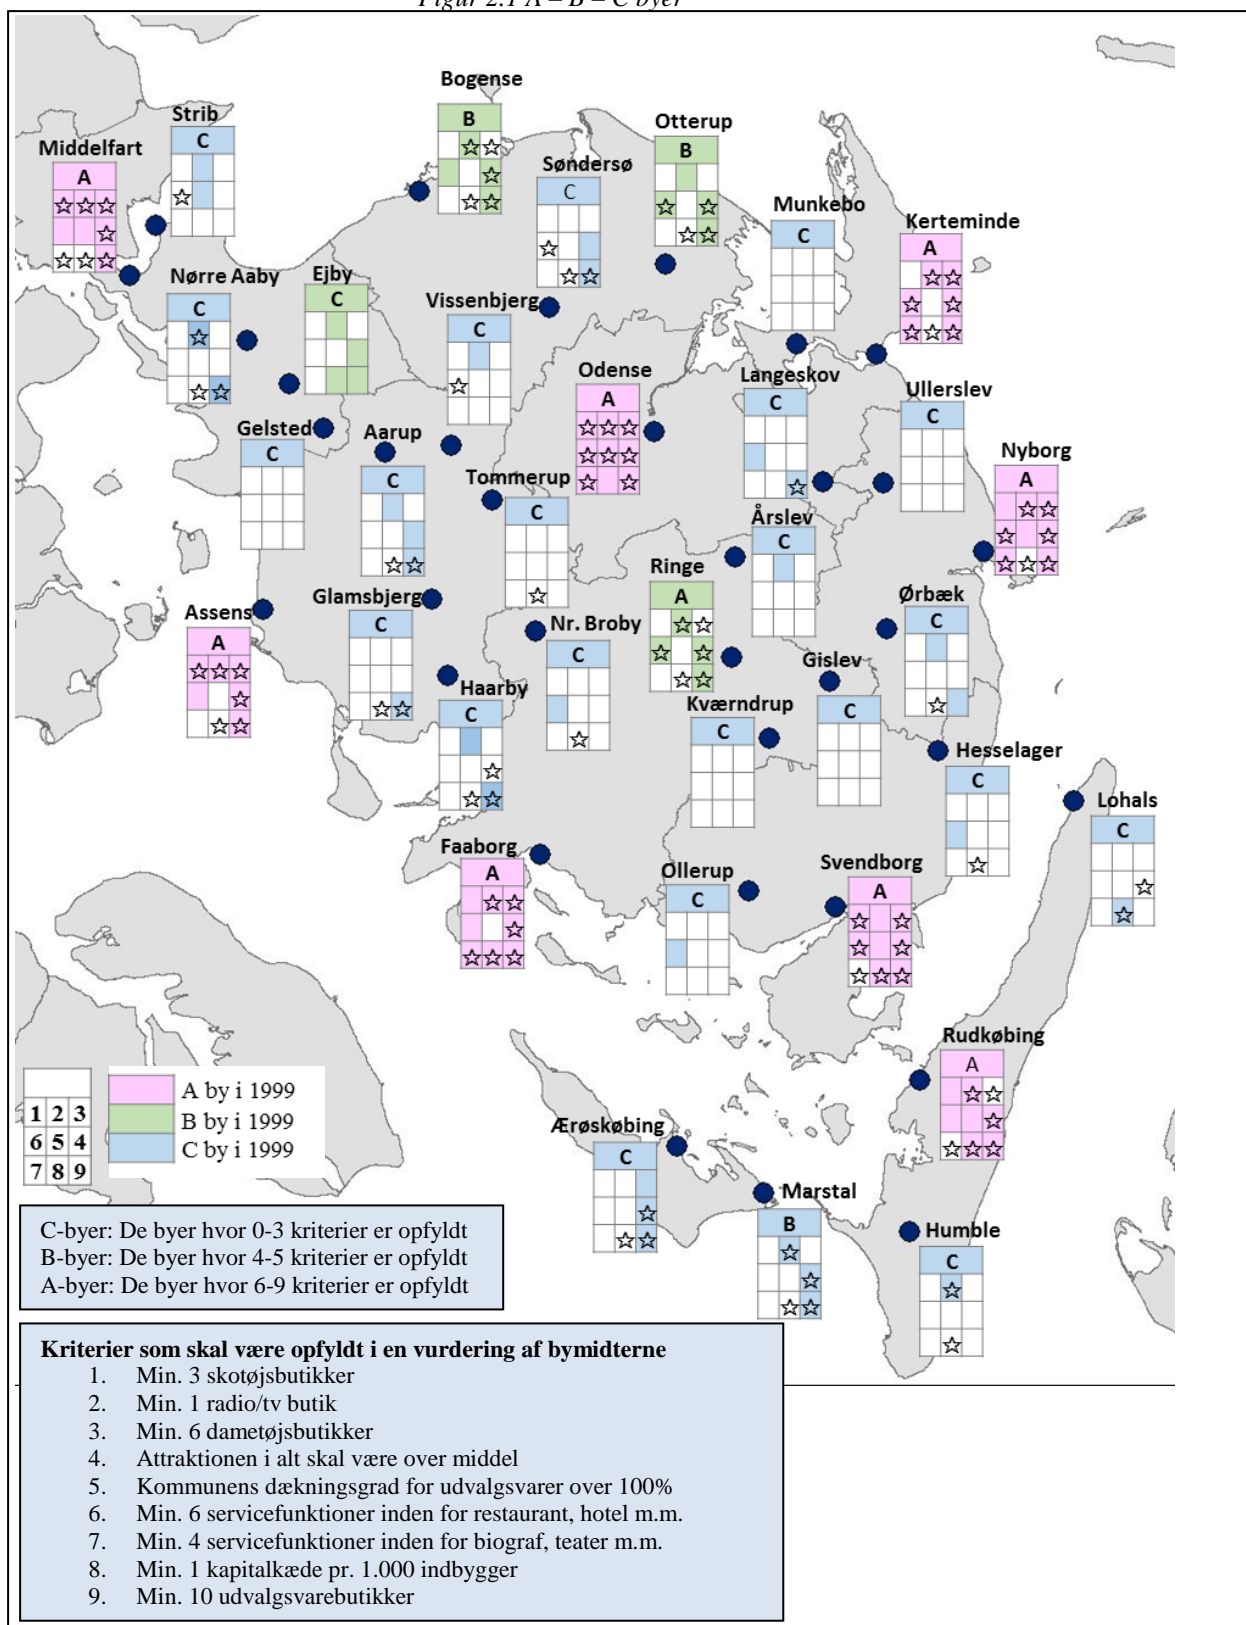 Figur 2.1 A – B – C byer
Bogense
B
Strib
C
Otterup
B
Middelfart
A
Søndersø
C
Munkebo
C
Kerteminde
A
Nørre Aaby
C
Ejby
C
Vissenbjerg
C
Odense
A
Langeskov
C
Ullerslev
C
Gelsted
C
Aarup
C
Tommerup
C
Nyborg
A
Årslev
C
Ringe
A
Glamsbjerg
C
Assens
A
Nr. Broby
C
Ørbæk
C
Gislev
C
Haarby
C
Kværndrup
C
Hesselager
C
Lohals
C
Faaborg
A
Ollerup
C
Svendborg
A
Rudkøbing
A
Ærøskøbing
C
Marstal
B
Humble
C
1 2 3
6 5 4
7 8 9
A by i 1999
B by i 1999
C by i 1999
C-byer: De byer hvor 0-3 kriterier er opfyldt
B-byer: De byer hvor 4-5 kriterier er opfyldt
A-byer: De byer hvor 6-9 kriterier er opfyldt
Kriterier som skal være opfyldt i en vurdering af bymidterne
1. Min. 3 skotøjsbutikker
2. Min. 1 radio/tv butik
3. Min. 6 dametøjsbutikker
4. Attraktionen i alt skal være over middel
5. Kommunens dækningsgrad for udvalgsvarer over 100%
6. Min. 6 servicefunktioner inden for restaurant, hotel m.m.
7. Min. 4 servicefunktioner inden for biograf, teater m.m.
8. Min. 1 kapitalkæde pr. 1.000 indbygger
9. Min. 10 udvalgsvarebutikker